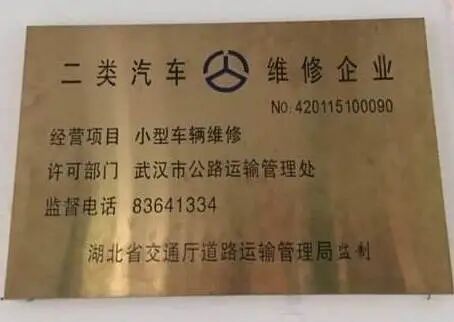 二类汽车 维修企业
NO:420115100090
经营项目 小型车辆维修
许可部门 武汉市公路运输管理处
监督电话 83641334
湖北省交通厅道路运输管理局监制